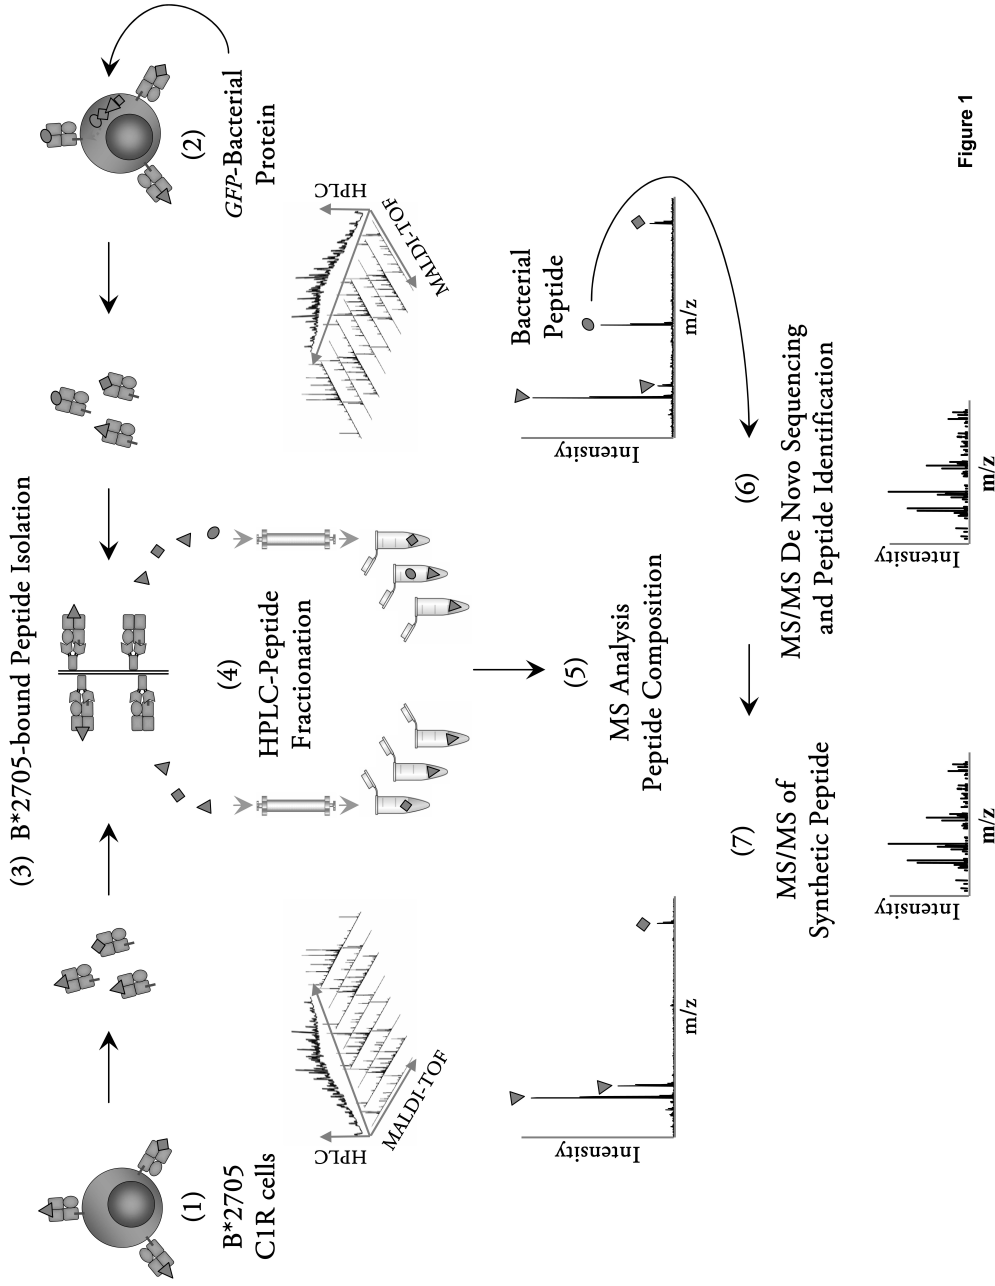 (3) B*2705-bound Peptide Isolation
(1)
B*2705
C1R cells
(2)
GFP-Bacterial
Protein
(4)
HPLC-Peptide
Fractionation
HPLC
MALDI-TOF
HPLC
MALDI-TOF
(5)
MS Analysis
Peptide Composition
Intensity
m/z
Bacterial
Peptide
Intensity
m/z
(6)
MS/MS De Novo Sequencing
and Peptide Identification
(7)
MS/MS of
Synthetic Peptide
Intensity
m/z
Intensity
m/z
Figure 1